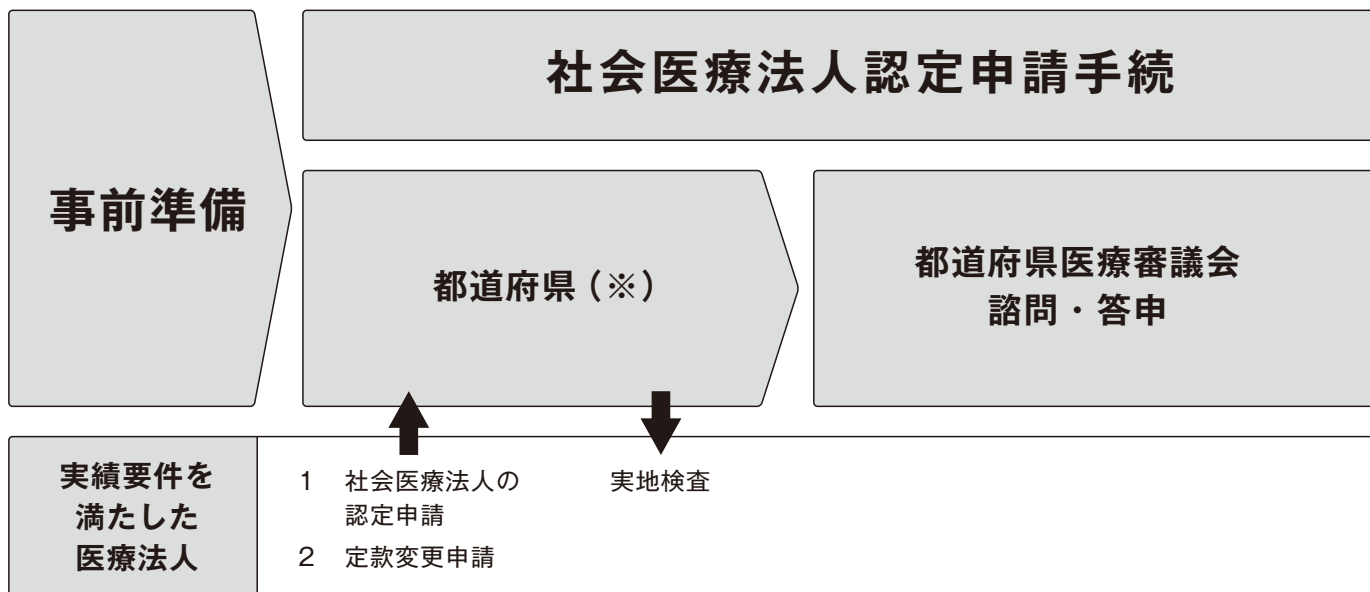 社会医療法人認定申請手続
事前準備
都道府県（※）
都道府県医療審議会
諮問・答申
実績要件を
満たした
医療法人
1 社会医療法人の
認定申請
2 定款変更申請
実地検査